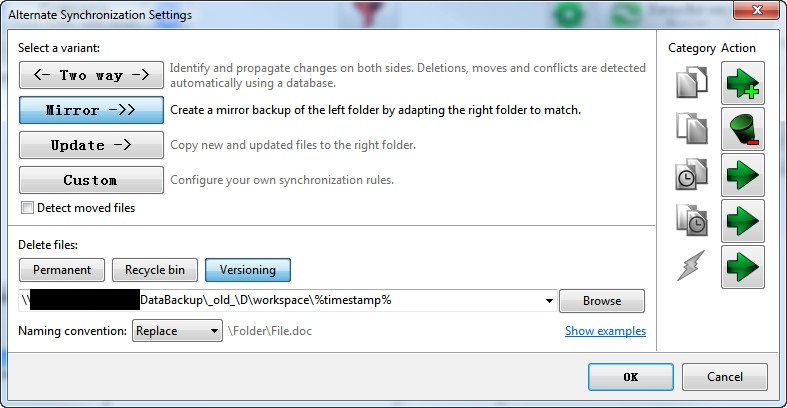 Alternate Synchronization Settings
Select a variant:
<- Two way ->
Identify and propagate changes on both sides. Deletions, moves and conflicts are detected
automatically using a database.
Mirror ->>
Create a mirror backup of the left folder by adapting the right folder to match.
Update ->
Copy new and updated files to the right folder.
Custom
Configure your own synchronization rules.
Detect moved files
Category Action
Delete files:
Permanent Recycle bin Versioning
\\ DataBackup\_old_\D\workspace\%timestamp% Browse
Naming convention: Replace \Folder\File.doc Show examples
OK Cancel